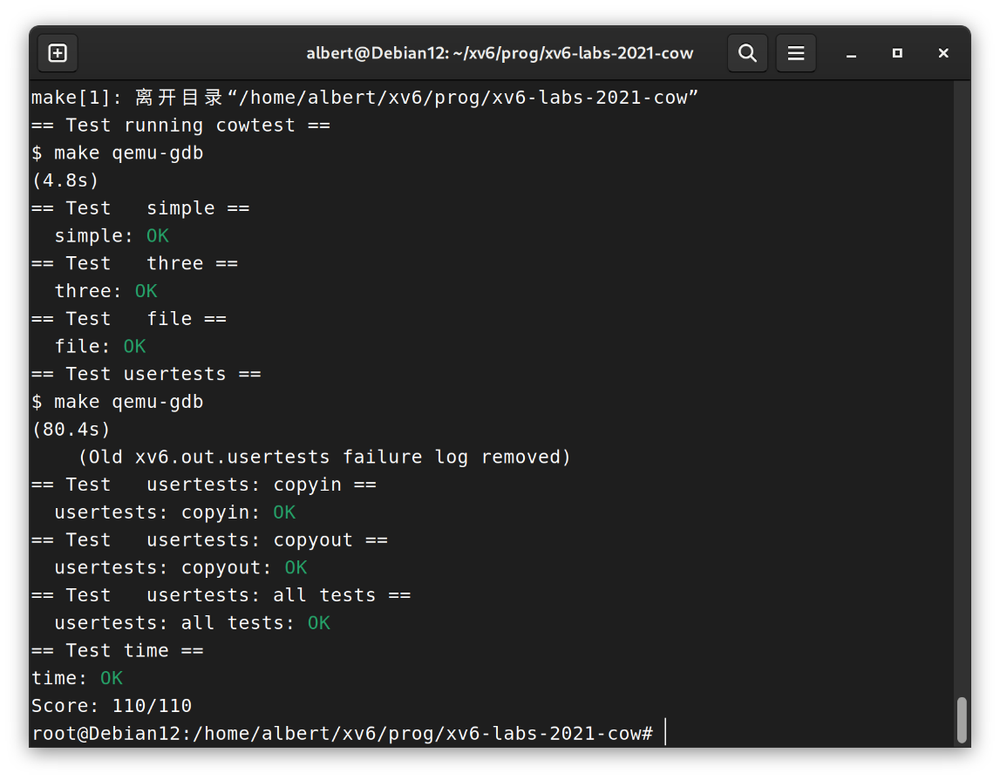 albert@Debian12: ~/xv6/prog/xv6-labs-2021-cow
make[1]: 离开目录“/home/albert/xv6/prog/xv6-labs-2021-cow”
== Test running cowtest ==
$ make qemu-gdb
(4.8s)
== Test   simple ==
  simple: OK
== Test   three ==
  three: OK
== Test   file ==
  file: OK
== Test usertests ==
$ make qemu-gdb
(80.4s)
    (Old xv6.out.usertests failure log removed)
== Test   usertests: copyin ==
  usertests: copyin: OK
== Test   usertests: copyout ==
  usertests: copyout: OK
== Test   usertests: all tests ==
  usertests: all tests: OK
== Test time ==
time: OK
Score: 110/110
root@Debian12:/home/albert/xv6/prog/xv6-labs-2021-cow#